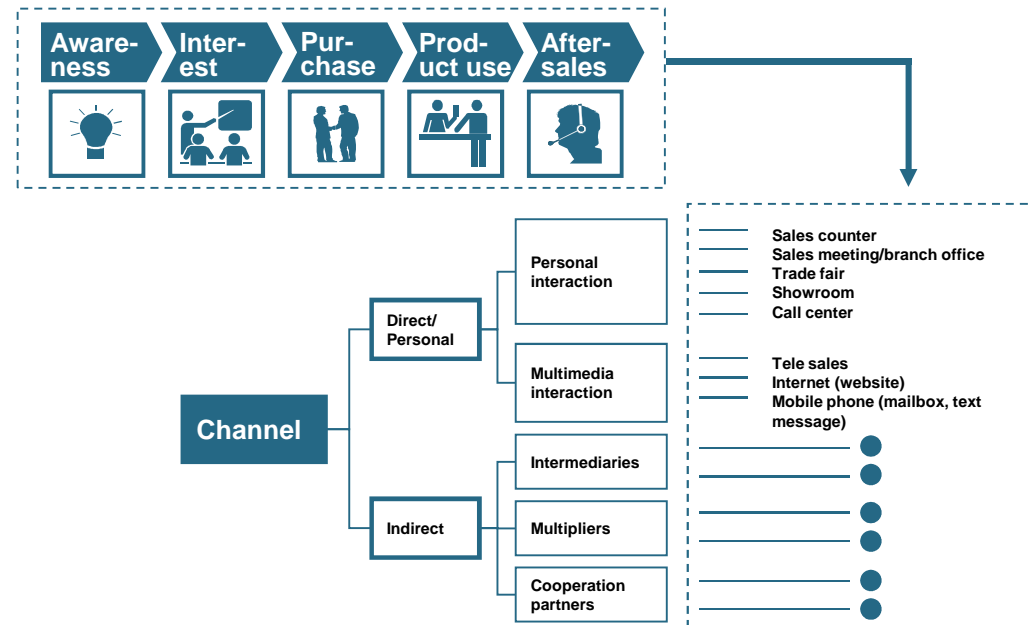 Aware-
ness
Inter-
est
Pur-
chase
Prod-
uct use
After-
sales
Sales counter
Sales meeting/branch office
Trade fair
Showroom
Call center
Personal
interaction
Direct/
Personal
Multimedia
interaction
Tele sales
Internet (website)
Mobile phone (mailbox, text
message)
Channel
Intermediaries
Indirect
Multipliers
Cooperation
partners